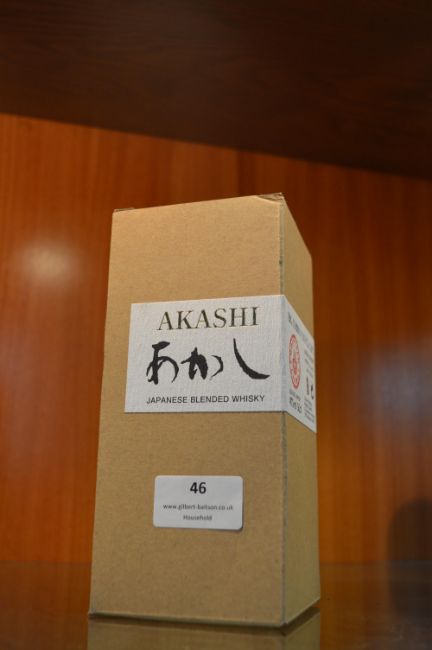 AKASHI
あかし
JAPANESE BLENDED WHISKY
46
www.gilbert-baitson.co.uk
Household